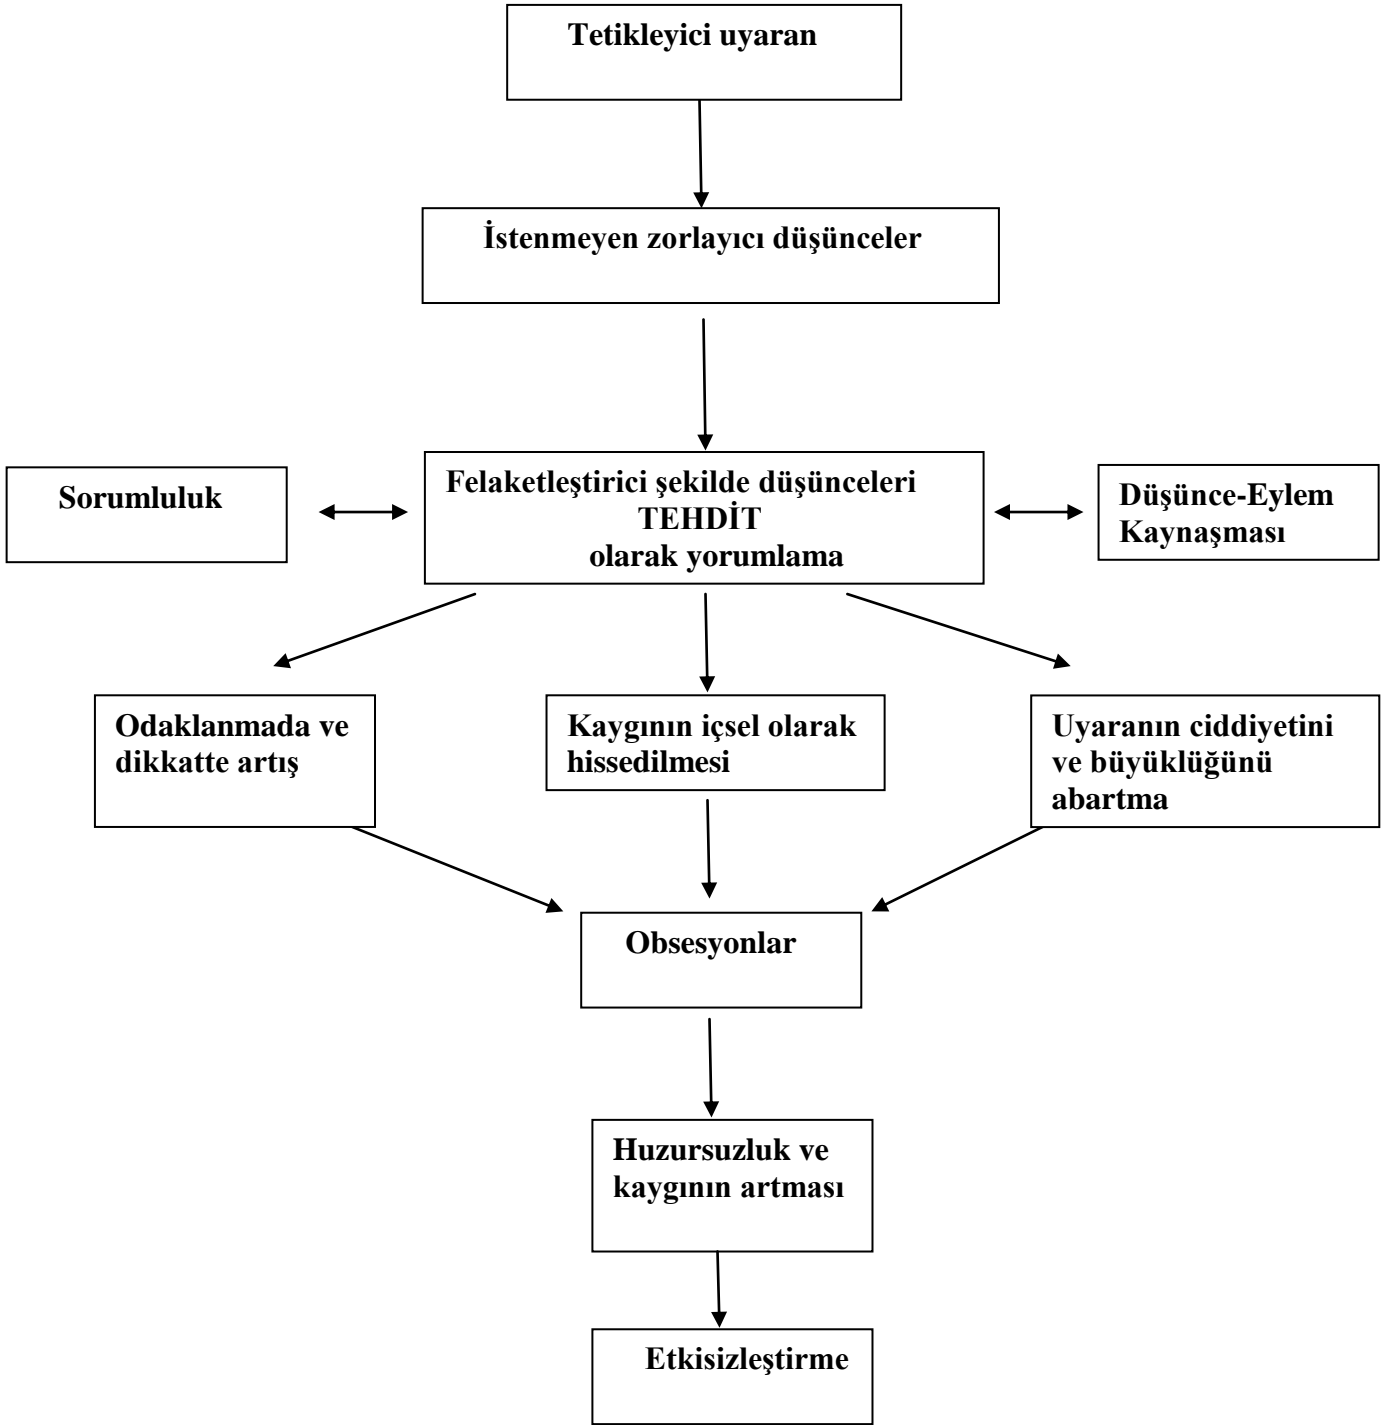 Tetikleyici uyaran
İstenmeyen zorlayıcı düşünceler
Sorumluluk
Felaketleştirici şekilde düşünceleri
TEHDİT
olarak yorumlama
Düşünce-Eylem
Kaynaşması
Odaklanmada ve
dikkatte artış
Kaygının içsel olarak
hissedilmesi
Uyaranın ciddiyetini
ve büyüklüğünü
abartma
Obsesyonlar
Huzursuzluk ve
kaygının artması
Etkisizleştirme